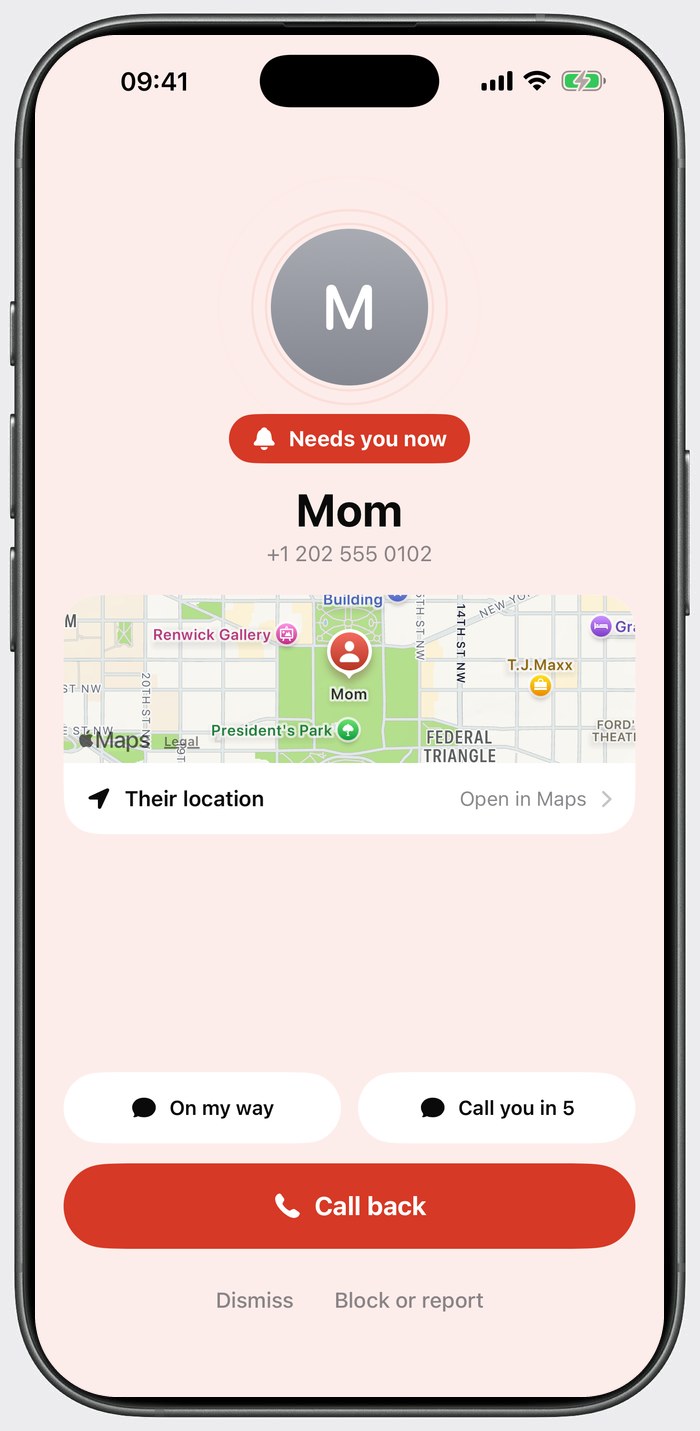 09:41
M
Needs you now
Mom
+1 202 555 0102
Building
NEW YO
14TH ST NW
M
Renwick Gallery
Gra
T.J.Maxx
Mom
ST NW
20TH ST N
E ST NW
President's Park
FEDERAL
TRIANGLE
FORD'
THEAT
Maps
Legal
Their location
Open in Maps
On my way
Call you in 5
Call back
Dismiss
Block or report